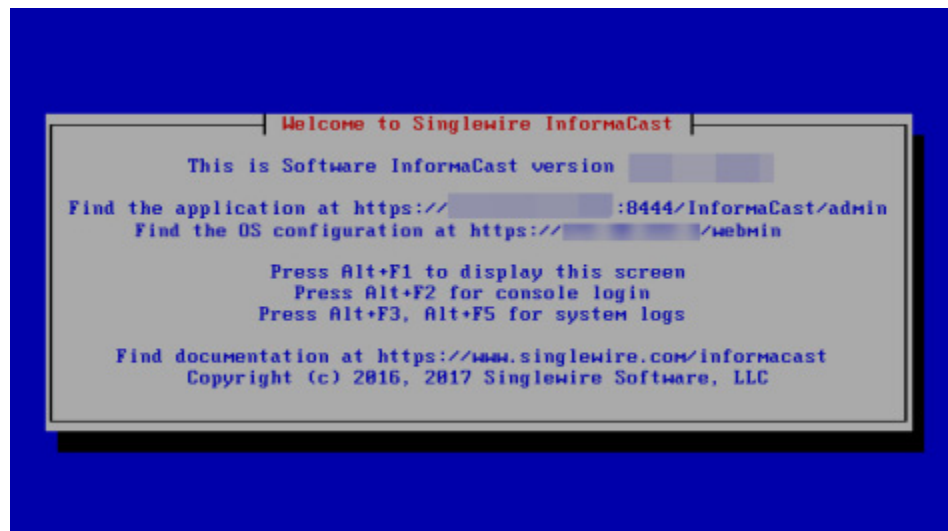 Welcome to Singlewire InformaCast
This is Software InformaCast version
Find the application at https:// :8444/InformaCast/admin
Find the OS configuration at https:// /webmin
Press Alt+F1 to display this screen
Press Alt+F2 for console login
Press Alt+F3, Alt+F5 for system logs
Find documentation at https://www.singlewire.com/informacast
Copyright (c) 2016, 2017 Singlewire Software, LLC